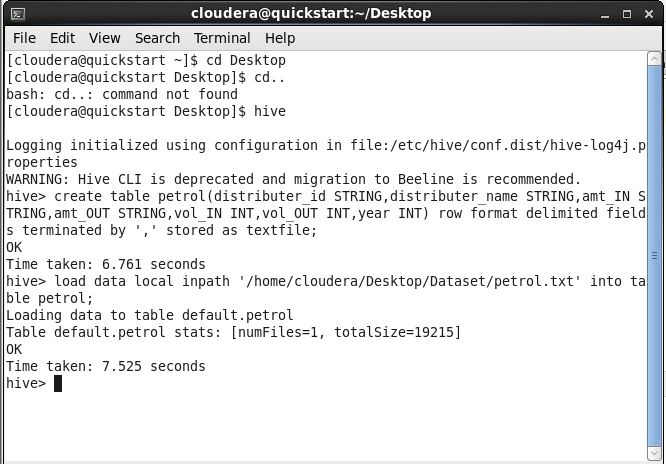 cloudera@quickstart:~/Desktop
File Edit View Search Terminal Help
[cloudera@quickstart ~]$ cd Desktop
[cloudera@quickstart Desktop]$ cd..
bash: cd..: command not found
[cloudera@quickstart Desktop]$ hive
Logging initialized using configuration in file:/etc/hive/conf.dist/hive-log4j.p
roperties
WARNING: Hive CLI is deprecated and migration to Beeline is recommended.
hive> create table petrol(distributer_id STRING,distributer_name STRING,amt_IN S
TRING,amt_OUT STRING,vol_IN INT,vol_OUT INT,year INT) row format delimited field
s terminated by ',' stored as textfile;
OK
Time taken: 6.761 seconds
hive> load data local inpath '/home/cloudera/Desktop/Dataset/petrol.txt' into ta
ble petrol;
Loading data to table default.petrol
Table default.petrol stats: [numFiles=1, totalSize=19215]
OK
Time taken: 7.525 seconds
hive>